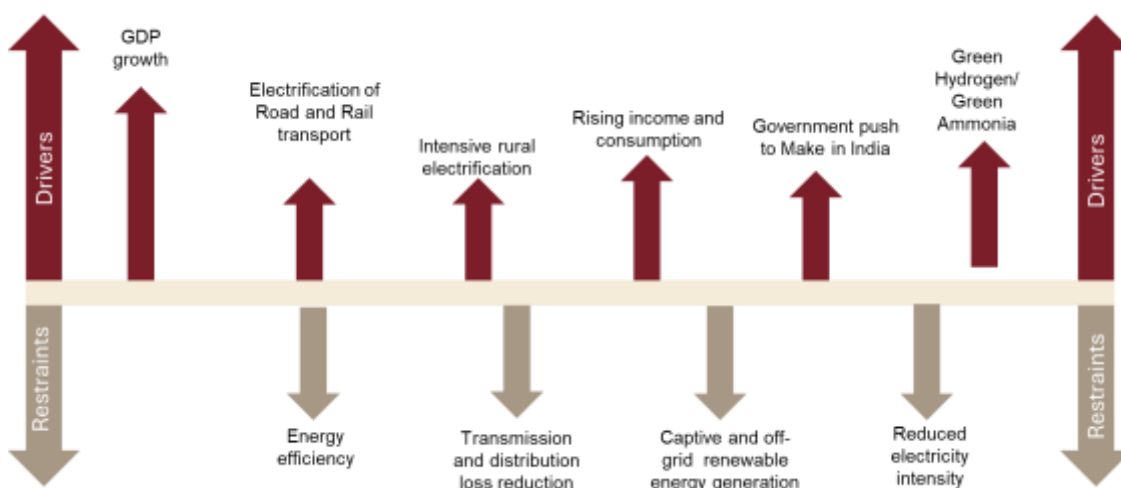 GDP
growth
Electrification of
Road and Rail
transport
Intensive rural
electrification
Rising income and
consumption
Government push
to Make in India
Green
Hydrogen/
Green
Ammonia
Drivers
Drivers
Restraints
Restraints
Energy
efficiency
Transmission
and distribution
loss reduction
Captive and off-
grid renewable
energy generation
Reduced
electricity
intensity